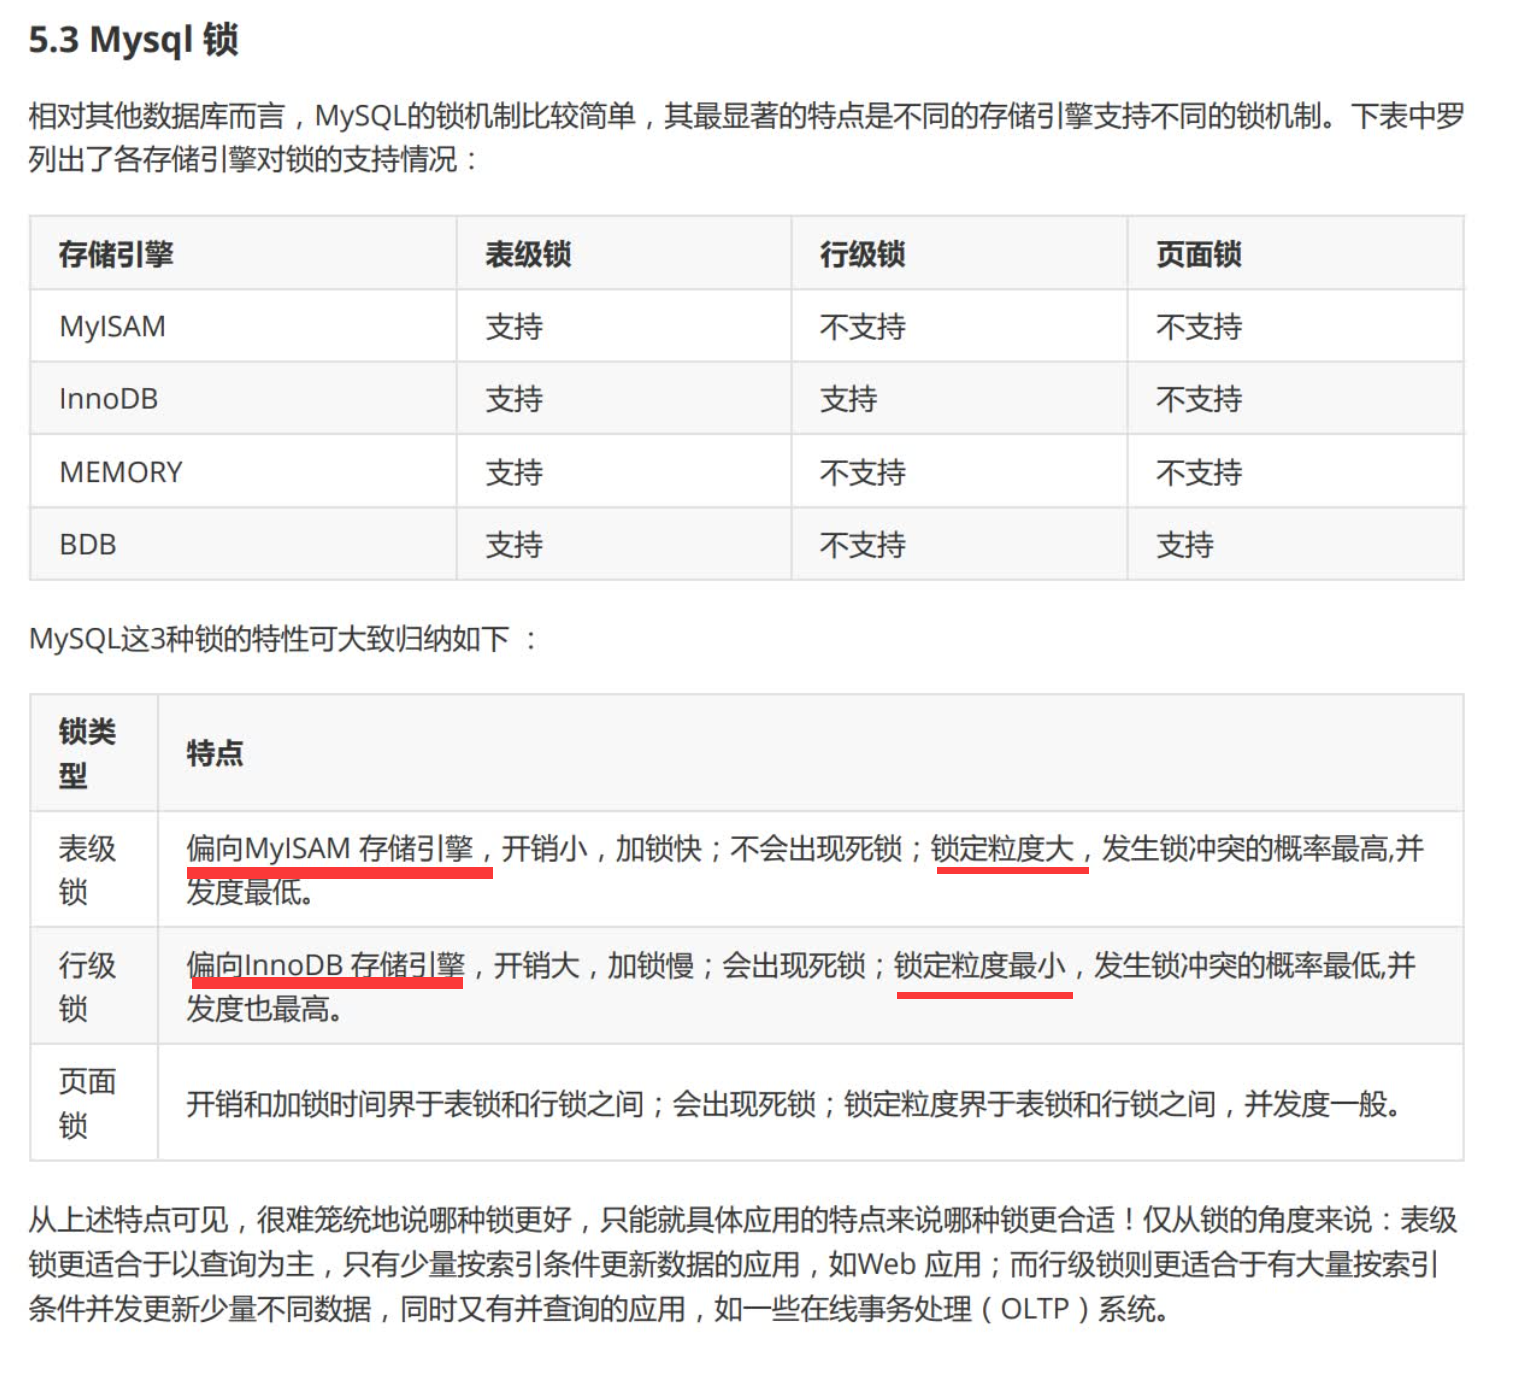 5.3 Mysql 锁
相对其他数据库而言，MySQL的锁机制比较简单，其最显著的特点是不同的存储引擎支持不同的锁机制。下表中罗
列出了各存储引擎对锁的支持情况：
存储引擎 表级锁 行级锁 页面锁
MyISAM 支持 不支持 不支持
InnoDB 支持 支持 不支持
MEMORY 支持 不支持 不支持
BDB 支持 不支持 支持
MySQL这3种锁的特性可大致归纳如下 ：
锁类
型
特点
表级
锁
偏向MyISAM 存储引擎，开销小，加锁快；不会出现死锁；锁定粒度大，发生锁冲突的概率最高,并
发度最低。
行级
锁
偏向InnoDB 存储引擎，开销大，加锁慢；会出现死锁；锁定粒度最小，发生锁冲突的概率最低,并
发度也最高。
页面
锁
开销和加锁时间界于表锁和行锁之间；会出现死锁；锁定粒度界于表锁和行锁之间，并发度一般。
从上述特点可见，很难笼统地说哪种锁更好，只能就具体应用的特点来说哪种锁更合适！仅从锁的角度来说：表级
锁更适合于以查询为主，只有少量按索引条件更新数据的应用，如Web 应用；而行级锁则更适合于有大量按索引
条件并发更新少量不同数据，同时又有并查询的应用，如一些在线事务处理（OLTP）系统。